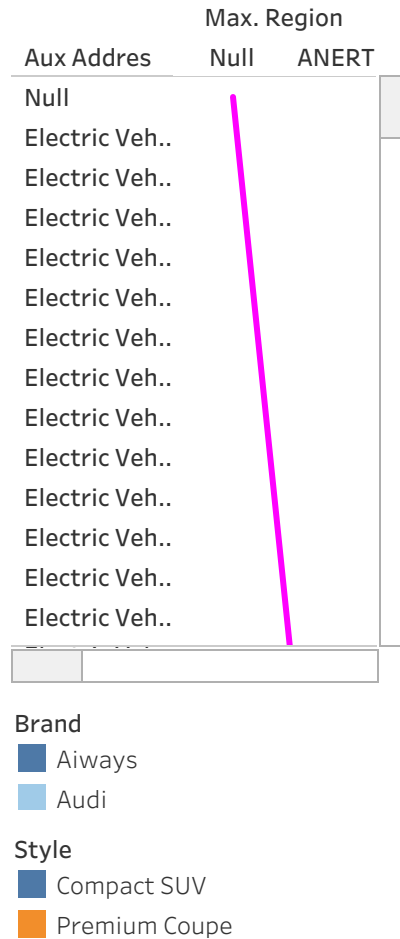 Max. Region
Aux Addres Null ANERT
Null
Electric Veh..
Electric Veh..
Electric Veh..
Electric Veh..
Electric Veh..
Electric Veh..
Electric Veh..
Electric Veh..
Electric Veh..
Electric Veh..
Electric Veh..
Electric Veh..
Electric Veh..
Brand
Aiways
Audi
Style
Compact SUV
Premium Coupe